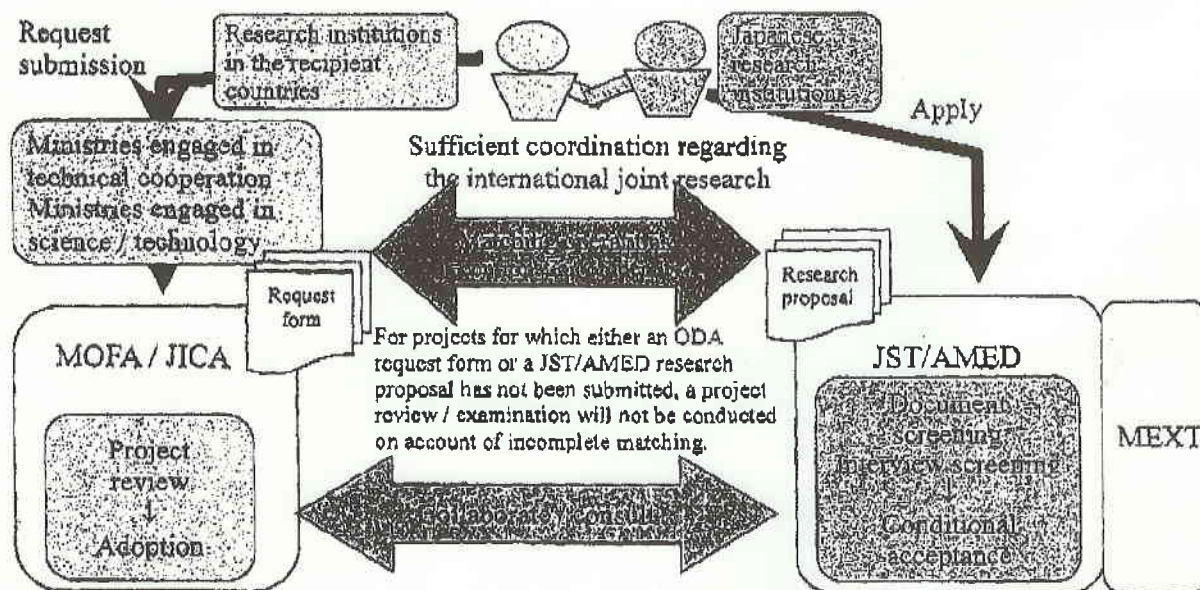 Request
submission
Research institutions
in the recipient
countries
Japanese
research
institutions
Apply
Ministries engaged in
technical cooperation
Ministries engaged in
science / technology
Sufficient coordination regarding
the international joint research
Matching
Request
form
Research
proposal
For projects for which either an ODA
request form or a JST/AMED research
proposal has not been submitted, a project
review / examination will not be conducted
on account of incomplete matching.
MOFA / JICA
Project
review
↓
Adoption
collaborate / consult
JST/AMED
Document
screening
Interview screening
↓
Conditional
acceptance
MEXT